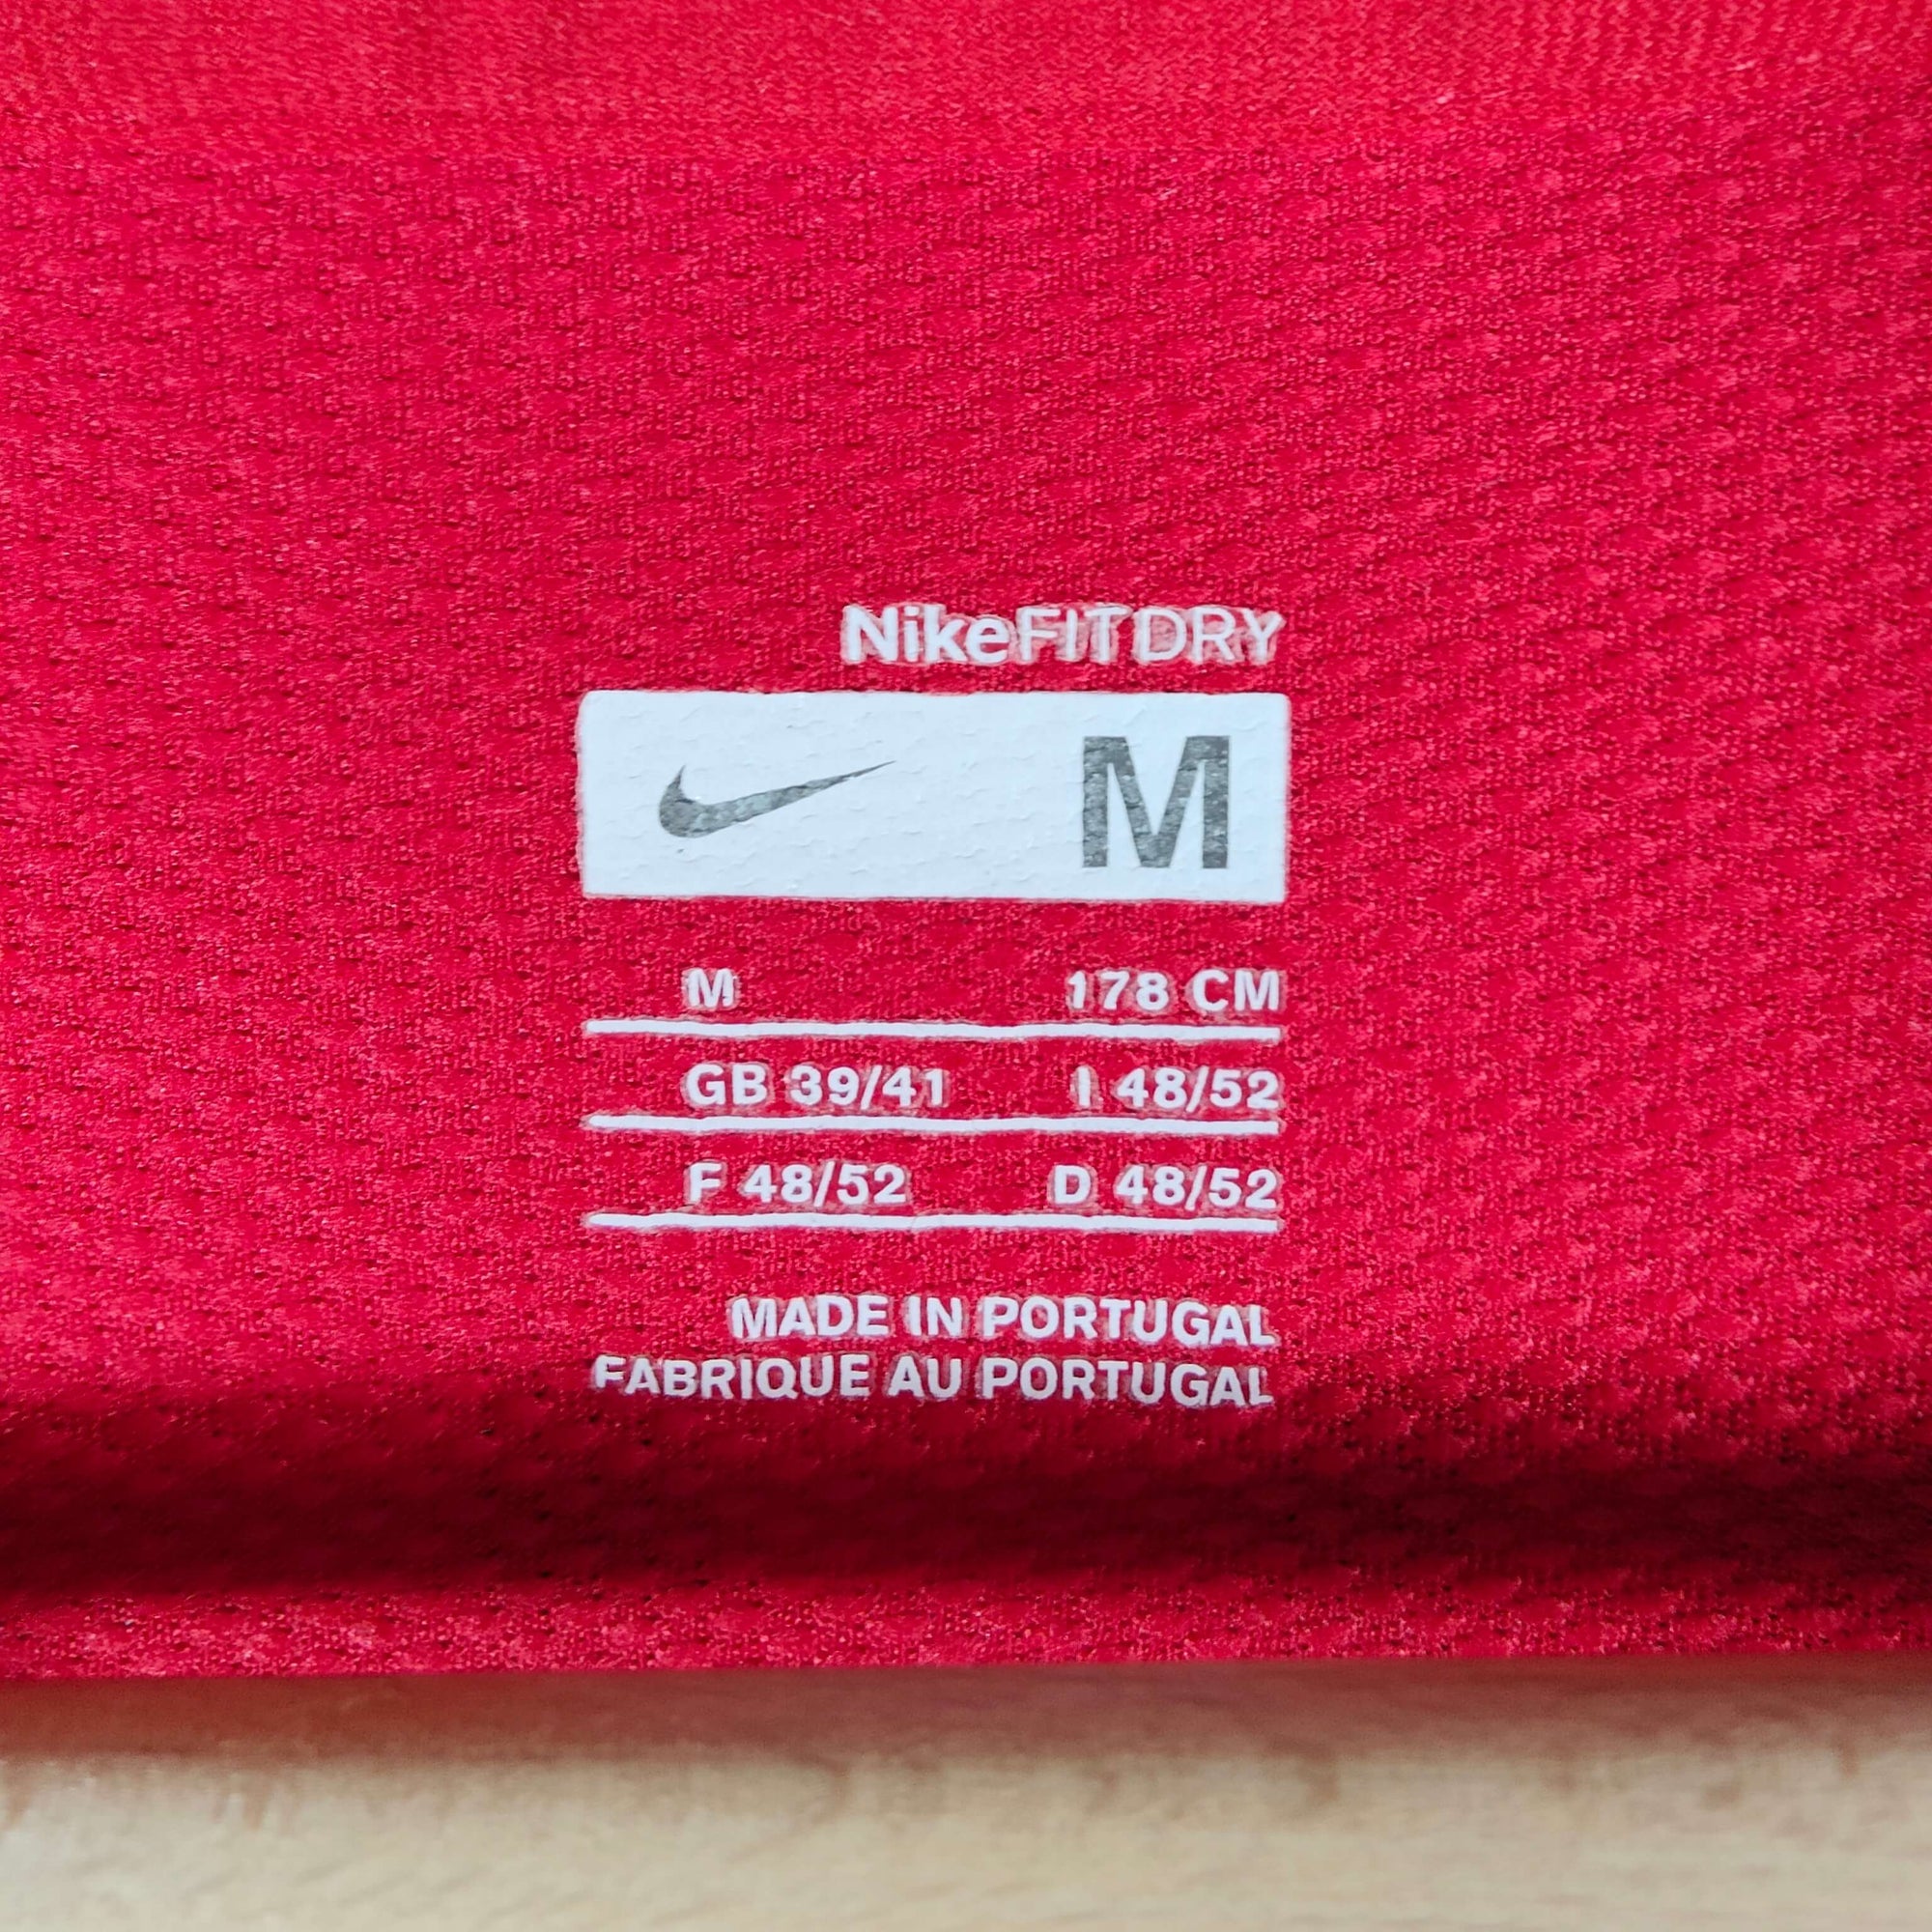 NikeFITDRY
M
M 178 CM
GB 39/41 I 48/52
F 48/52 D 48/52
MADE IN PORTUGAL
FABRIQUE AU PORTUGAL